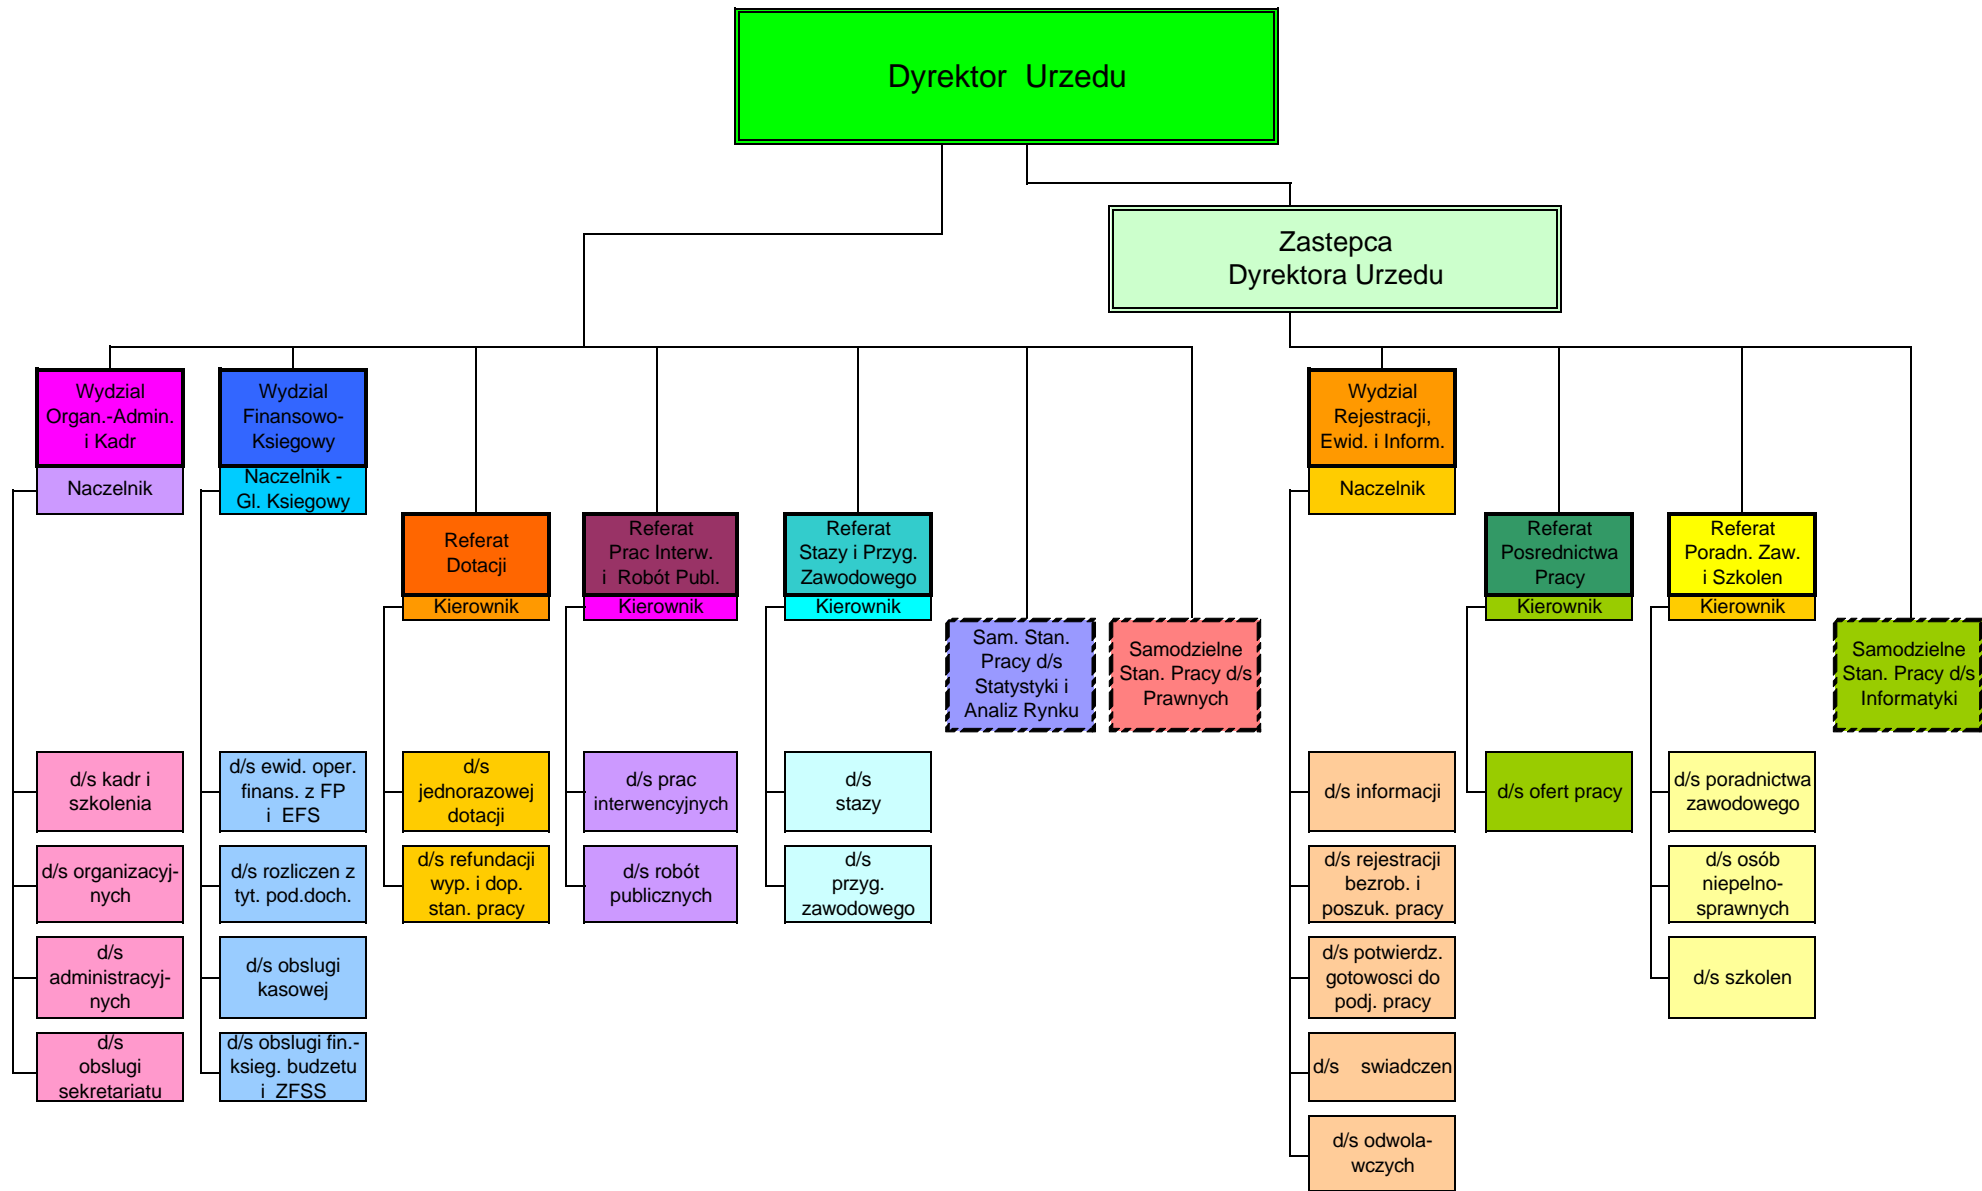 Dyrektor Urzedu
Zastepca
Dyrektora Urzedu
Wydzial
Organ.-Admin.
i Kadr
Naczelnik
Wydzial
Finansowo-
Ksiegowy
Naczelnik -
Gl. Ksiegowy
Referat
Dotacji
Kierownik
Referat
Prac Interw.
i Robót Publ.
Kierownik
Referat
Stazy i Przyg.
Zawodowego
Kierownik
Sam. Stan.
Pracy d/s
Statystyki i
Analiz Rynku
Samodzielne
Stan. Pracy d/s
Prawnych
Wydzial
Rejestracji,
Ewid. i Inform.
Naczelnik
Referat
Posrednictwa
Pracy
Kierownik
Referat
Poradn. Zaw.
i Szkolen
Kierownik
Samodzielne
Stan. Pracy d/s
Informatyki
d/s kadr i
szkolenia
d/s organizacyj-
nych
d/s
administracyj-
nych
d/s
obslugi
sekretariatu
d/s ewid. oper.
finans. z FP
i EFS
d/s rozliczen z
tyt. pod.doch.
d/s obslugi
kasowej
d/s obslugi fin.-
ksieg. budzetu
i ZFSS
d/s
jednorazowej
dotacji
d/s refundacji
wyp. i dop.
stan. pracy
d/s prac
interwencyjnych
d/s robót
publicznych
d/s
stazy
d/s
przyg.
zawodowego
d/s informacji
d/s rejestracji
bezrob. i
poszuk. pracy
d/s potwierdz.
gotowosci do
podj. pracy
d/s swiadczen
d/s odwola-
wczych
d/s ofert pracy
d/s poradnictwa
zawodowego
d/s osób
niepelno-
sprawnych
d/s szkolen